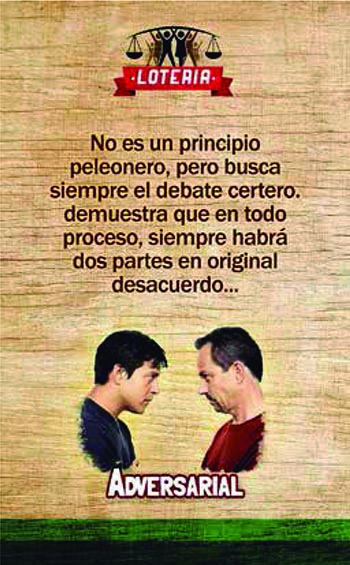 LOTERIA
No es un principio
peleonero, pero busca
siempre el debate certero.
demuestra que en todo
proceso, siempre habrá
dos partes en original
desacuerdo...
ADVERSARIAL